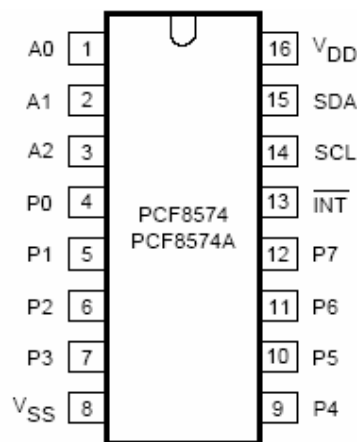 A0 1 16 VDD
A1 2 15 SDA
A2 3 14 SCL
P0 4 13 INT
PCF8574
PCF8574A
P1 5 12 P7
P2 6 11 P6
P3 7 10 P5
VSS 8 9 P4